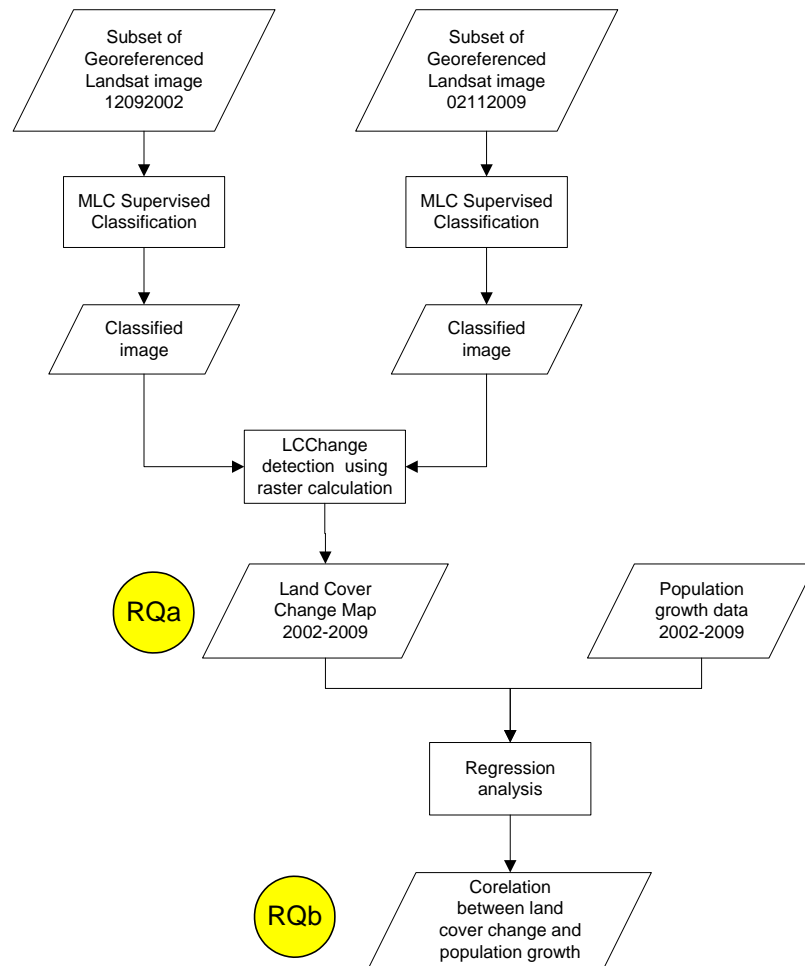 Subset of
Georeferenced
Landsat image
12092002
Subset of
Georeferenced
Landsat image
02112009
MLC Supervised
Classification
MLC Supervised
Classification
Classified
image
Classified
image
LCChange
detection using
raster calculation
RQa
Land Cover
Change Map
2002-2009
Population
growth data
2002-2009
Regression
analysis
RQb
Corelation
between land
cover change and
population growth